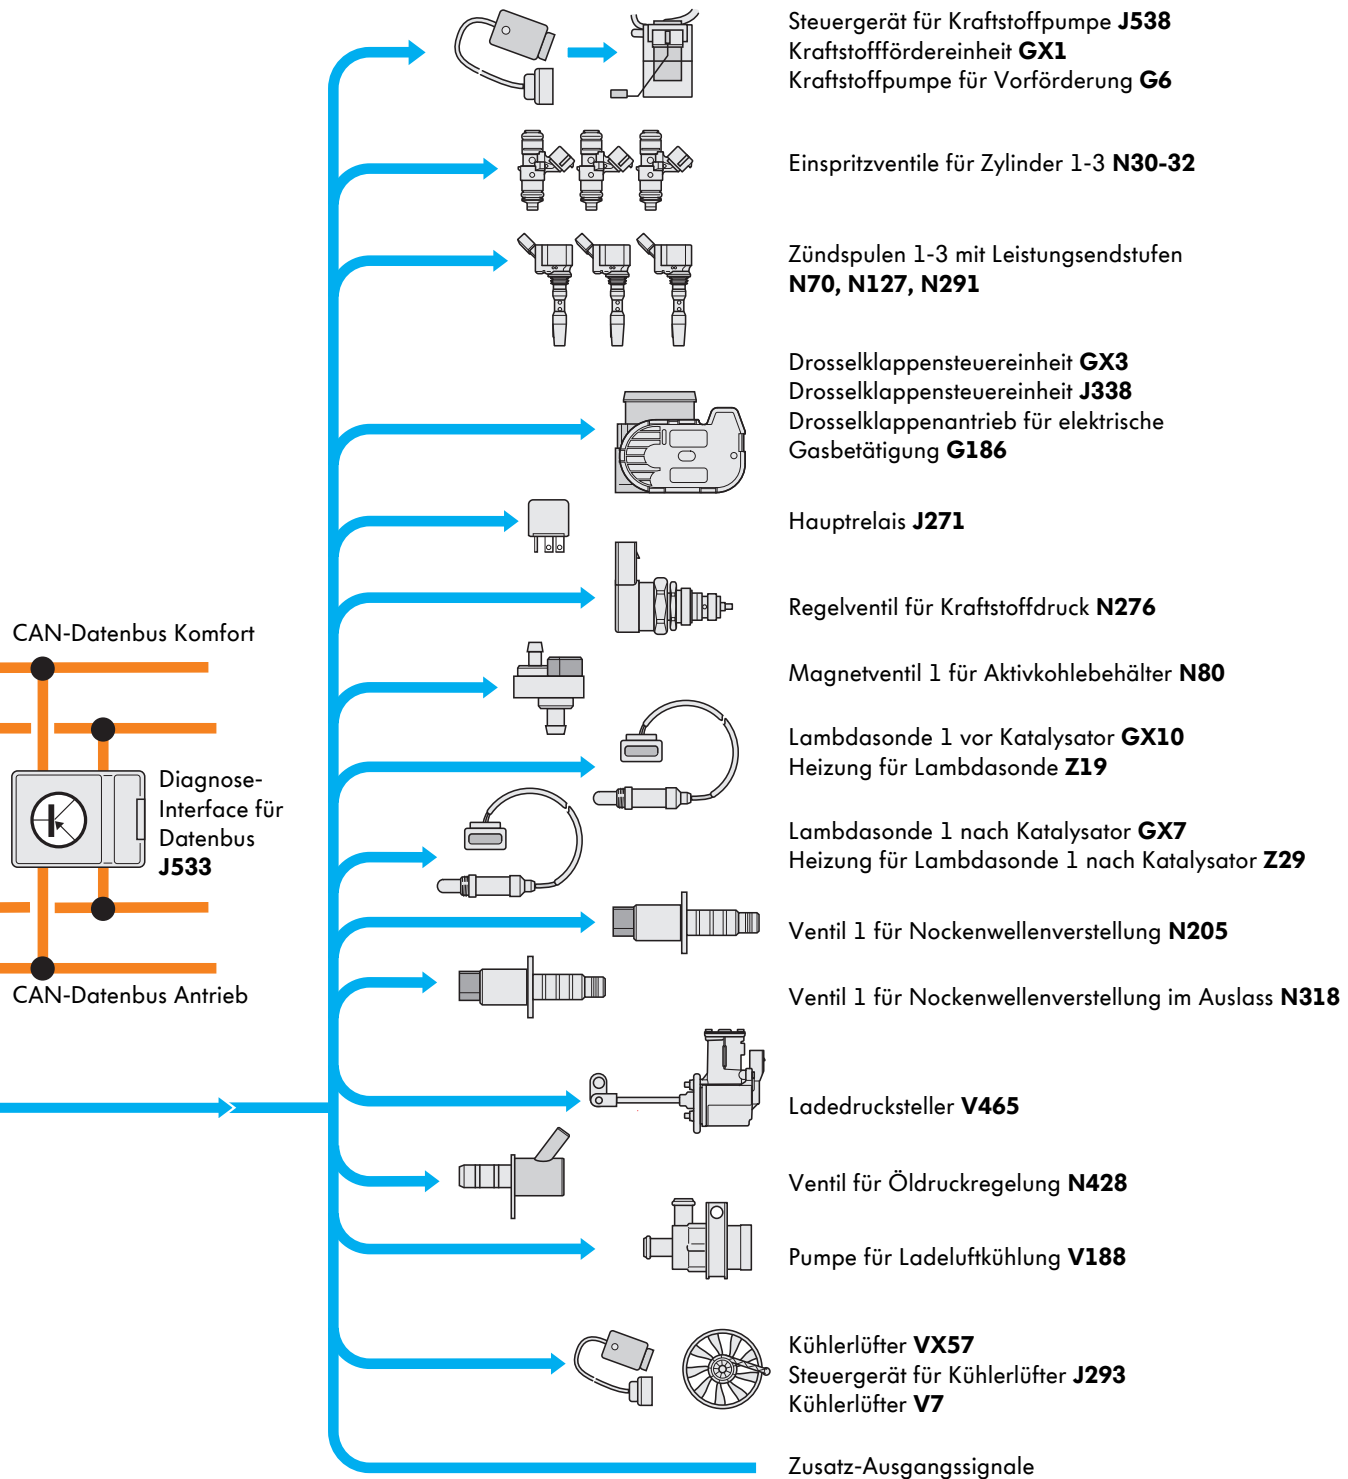 Steuergerät für Kraftstoffpumpe J538
Kraftstofffördereinheit GX1
Kraftstoffpumpe für Vorförderung G6
Einspritzventile für Zylinder 1-3 N30-32
Zündspulen 1-3 mit Leistungsendstufen
N70, N127, N291
Drosselklappensteuereinheit GX3
Drosselklappensteuereinheit J338
Drosselklappenantrieb für elektrische
Gasbetätigung G186
Hauptrelais J271
Regelventil für Kraftstoffdruck N276
CAN-Datenbus Komfort
Magnetventil 1 für Aktivkohlebehälter N80
Lambdasonde 1 vor Katalysator GX10
Heizung für Lambdasonde Z19
Diagnose-
Interface für
Datenbus
J533
Lambdasonde 1 nach Katalysator GX7
Heizung für Lambdasonde 1 nach Katalysator Z29
Ventil 1 für Nockenwellenverstellung N205
CAN-Datenbus Antrieb
Ventil 1 für Nockenwellenverstellung im Auslass N318
Ladedrucksteller V465
Ventil für Öldruckregelung N428
Pumpe für Ladeluftkühlung V188
Kühlerlüfter VX57
Steuergerät für Kühlerlüfter J293
Kühlerlüfter V7
Zusatz-Ausgangssignale